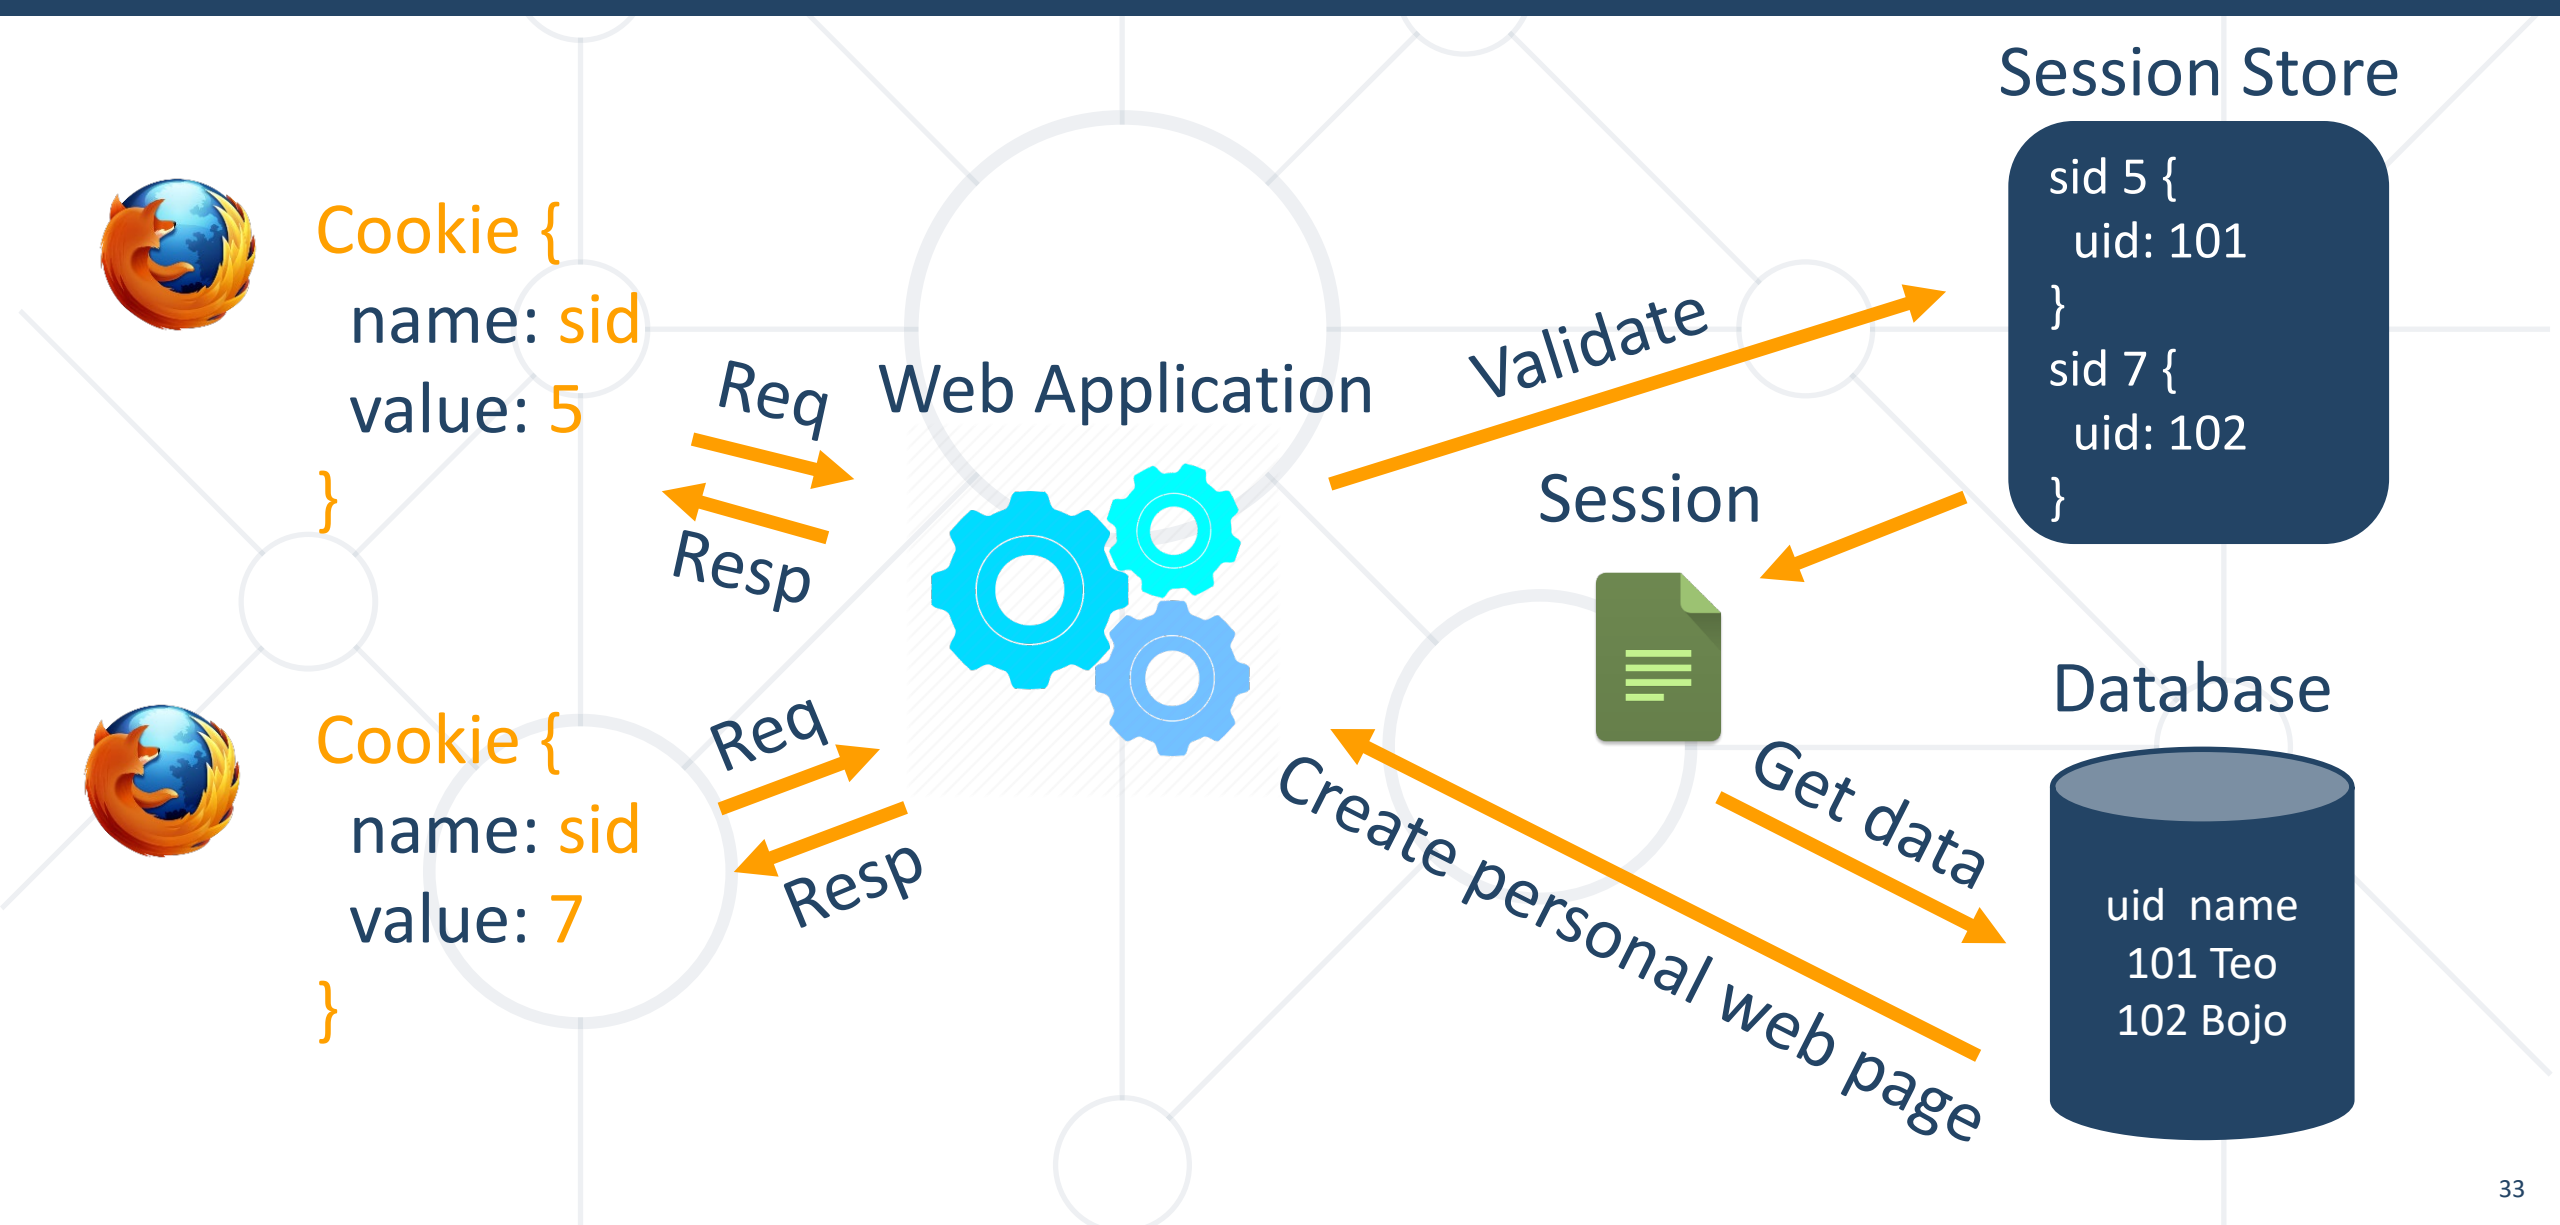 Session Store
sid 5 {
uid: 101
}
sid 7 {
uid: 102
}
Cookie {
name: sid
value: 5
}
Req
Resp
Web Application
Validate
Session
Cookie {
name: sid
value: 7
}
Req
Resp
Get data
Create personal web page
Database
uid name
101 Teo
102 Bojo
33